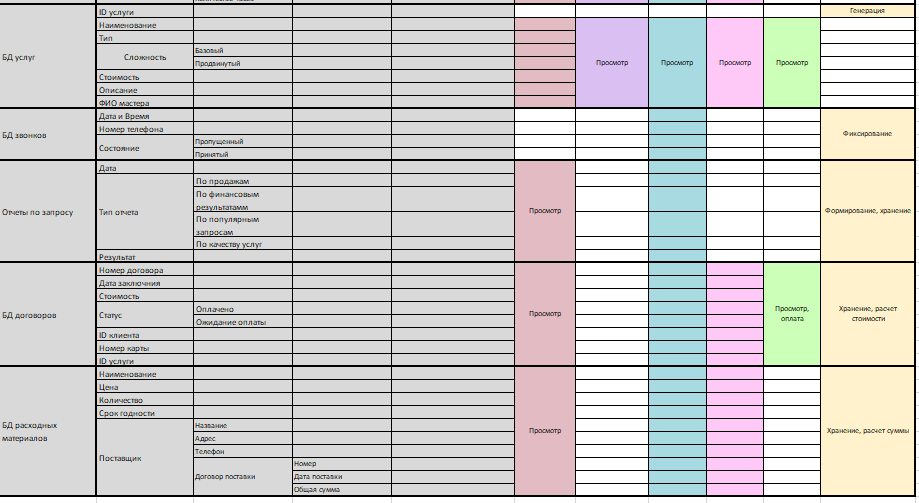 ID услуги
Генерация
БД услуг
Наименование
Тип
Сложность
Базовый
Продвинутый
Просмотр
Просмотр
Просмотр
Просмотр
Стоимость
Описание
ФИО мастера
БД звонков
Дата и Время
Номер телефона
Состояние
Пропущенный
Принятый
Фиксирование
Отчеты по запросу
Дата
Тип отчета
По продажам
По финансовым
результатамм
По популярным
запросам
По качеству услуг
Результат
Просмотр
Формирование, хранение
БД договоров
Номер договора
Дата заключния
Стоимость
Статус
Оплачено
Ожидание оплаты
ID клиента
Номер карты
ID услуги
Просмотр
Просмотр,
оплата
Хранение, расчет
стоимости
БД расходных
материалов
Наименование
Цена
Количество
Срок годности
Поставщик
Название
Адрес
Телефон
Договор поставки
Номер
Дата поставки
Общая сумма
Просмотр
Хранение, расчет суммы